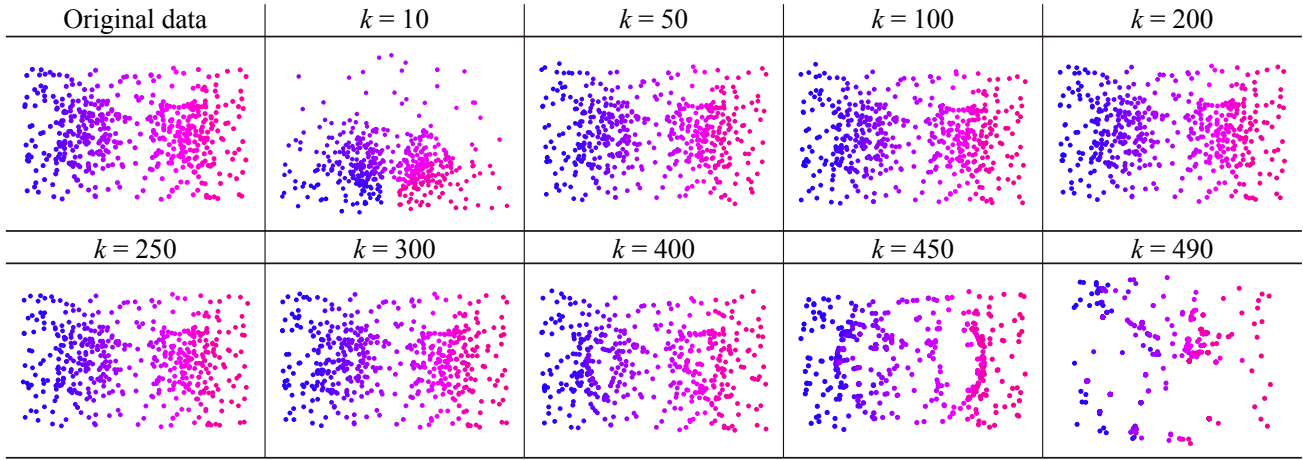 Original data
k = 10
k = 50
k = 100
k = 200
k = 250
k = 300
k = 400
k = 450
k = 490